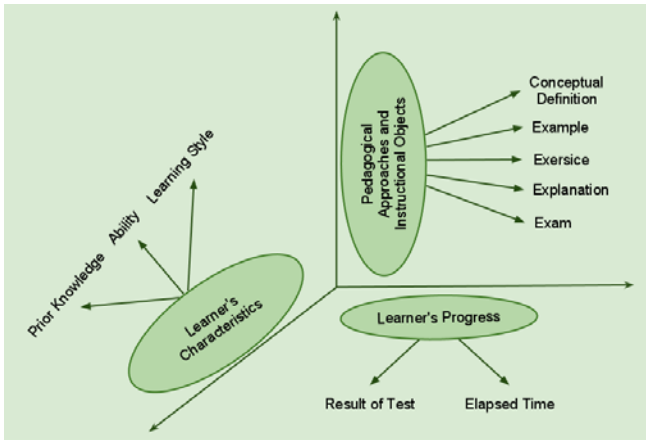 Pedagogical
Approaches and
Instructional Objects
Conceptual
Definition
Example
Exersice
Explanation
Exam
Learning Style
Ability
Prior Knowledge
Learner's
Characteristics
Learner's Progress
Result of Test
Elapsed Time